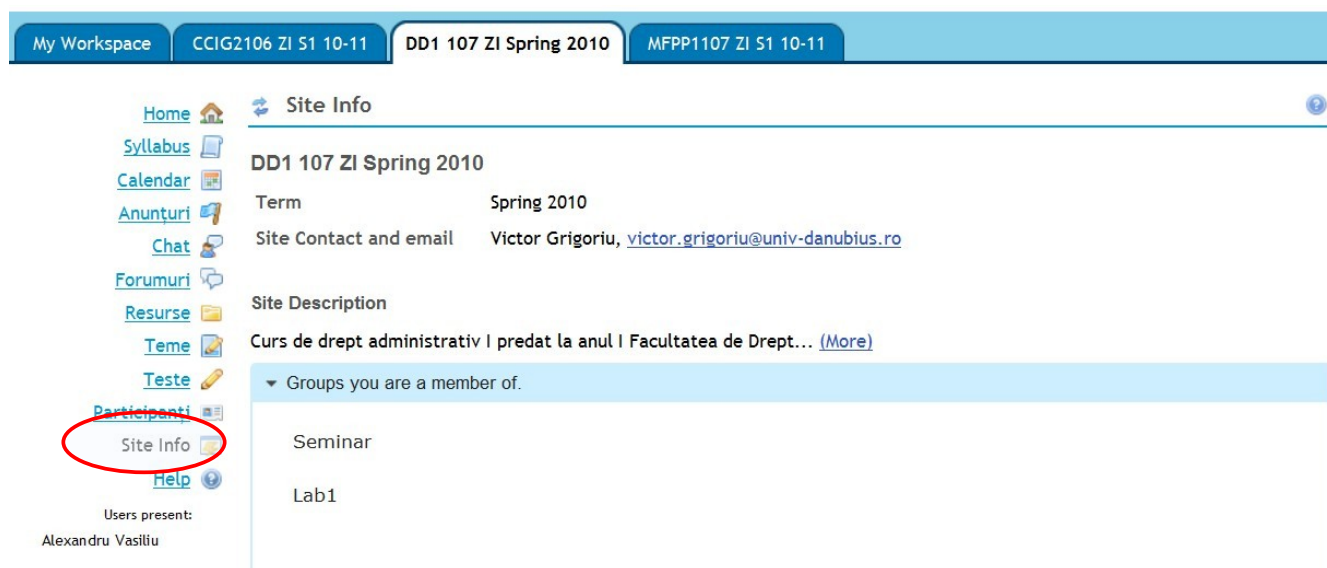 My Workspace CCIG2106 ZI S1 10-11 DD1 107 ZI Spring 2010 MFPP1107 ZI S1 10-11
Home
Syllabus
Calendar
Anunțuri
Chat
Forumuri
Resurse
Teme
Teste
Participanți
Site Info
Help
Users present:
Alexandru Vasiliu
Site Info
DD1 107 ZI Spring 2010
Term Spring 2010
Site Contact and email Victor Grigoriu, victor.grigoriu@univ-danubius.ro
Site Description
Curs de drept administrativ I predat la anul I Facultatea de Drept... (More)
Groups you are a member of.
Seminar
Lab1